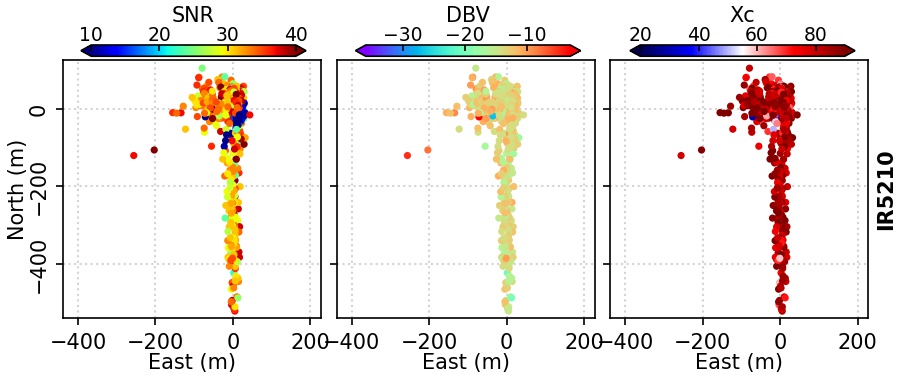 SNR DBV Xc
10 20 30 40 −30 −20 −10 20 40 60 80
0
−200
−400
North (m)
IR5210
−400 −200 0 200 −400 −200 0 200 −400 −200 0 200
East (m) East (m) East (m)